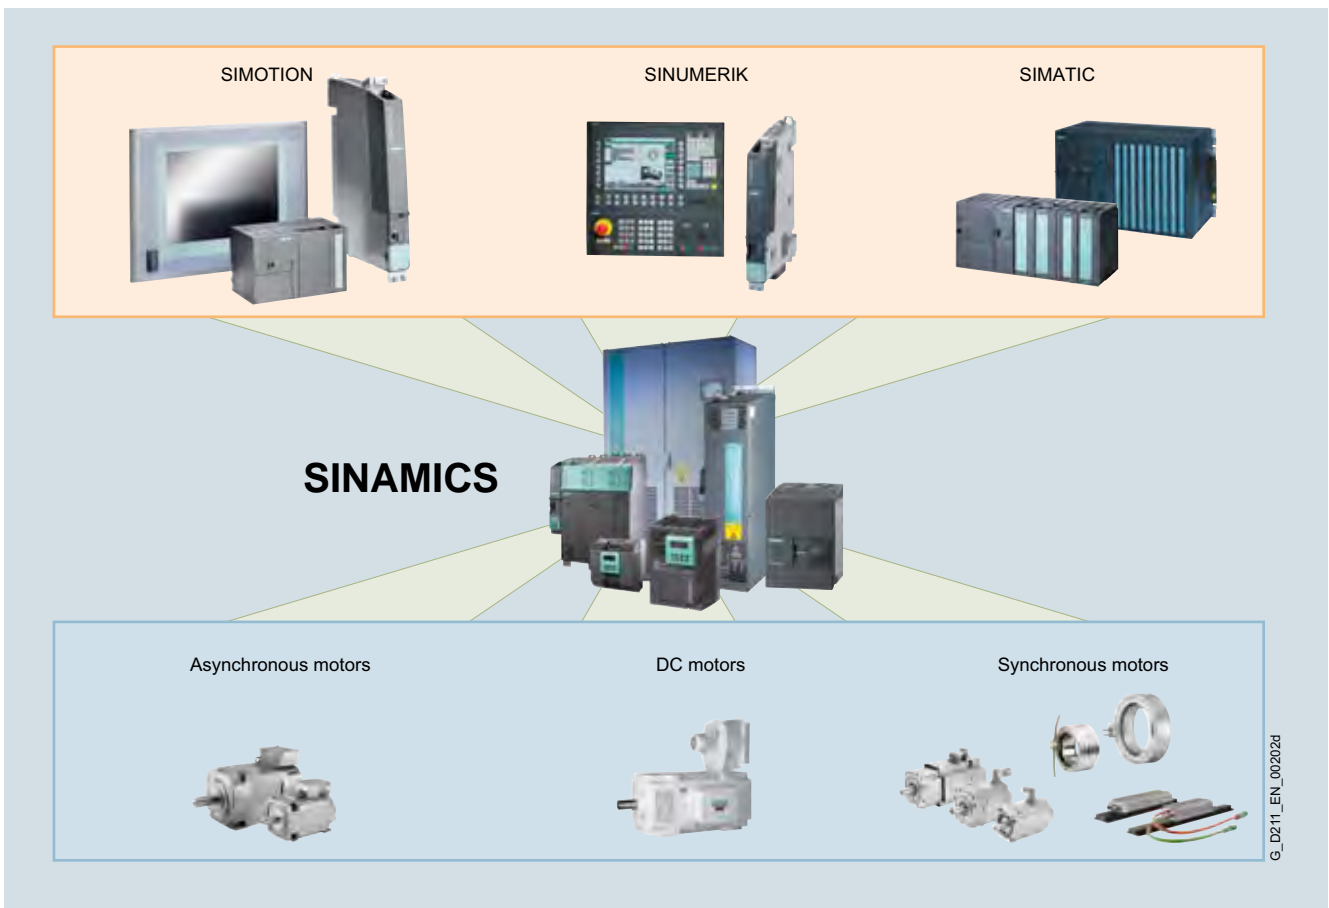 SIMOTION
SINUMERIK
SIMATIC
SINAMICS
Asynchronous motors
DC motors
Synchronous motors
G_D211_EN_00202d